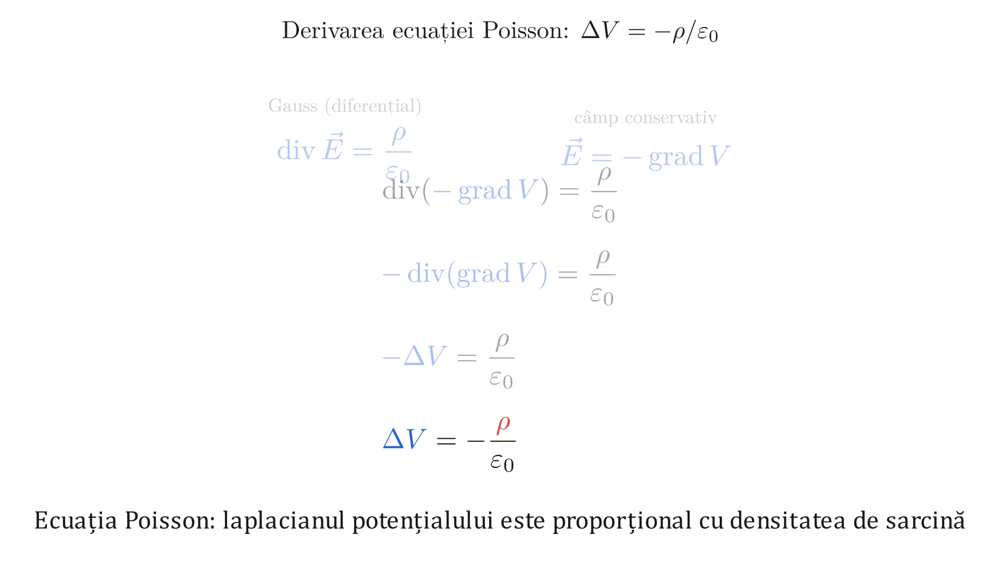 Derivarea ecuației Poisson: ΔV = −ρ/ε₀
Gauss (diferențial)
câmp conservativ
div E⃗ = ρ/ε₀
E⃗ = − grad V
div(− grad V) = ρ/ε₀
− div(grad V) = ρ/ε₀
−ΔV = ρ/ε₀
ΔV = −ρ/ε₀
Ecuația Poisson: laplacianul potențialului este proporțional cu densitatea de sarcină